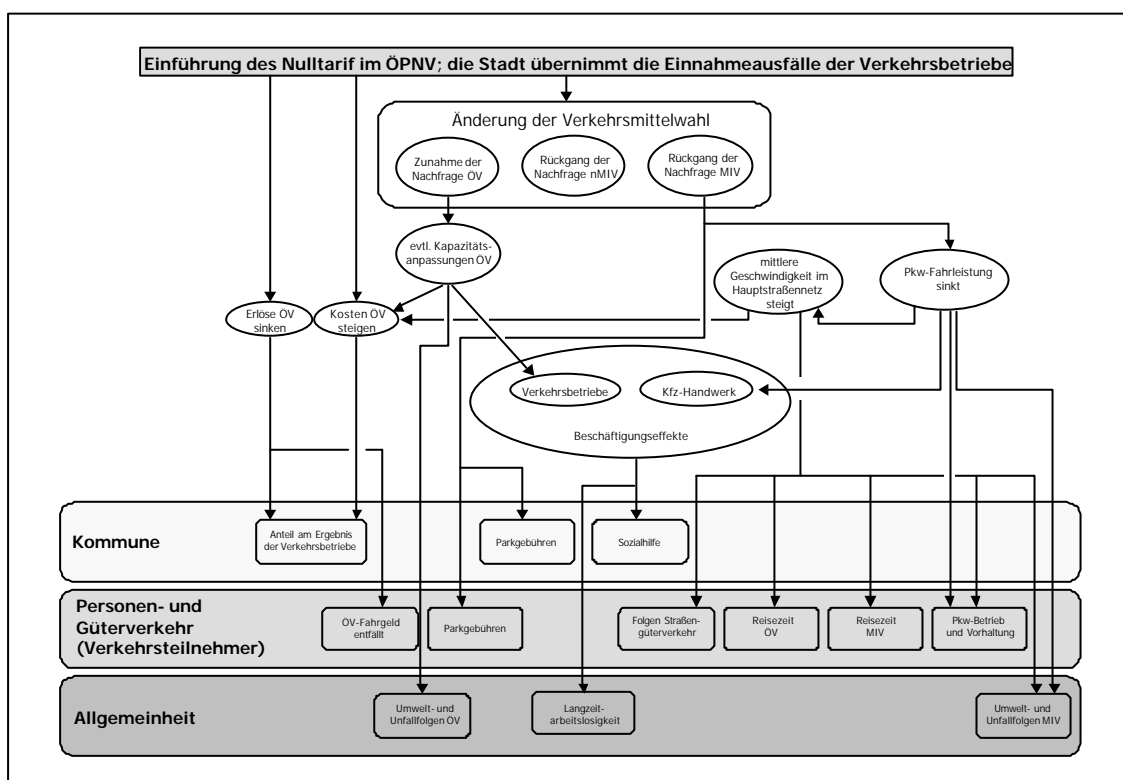 Einführung des Nulltarif im ÖPNV; die Stadt übernimmt die Einnahmeausfälle der Verkehrsbetriebe
Änderung der Verkehrsmittelwahl
Zunahme der
Nachfrage ÖV
Rückgang der
Nachfrage nMIV
Rückgang der
Nachfrage MIV
evtl. Kapazitäts-
anpassungen ÖV
mittlere
Geschwindigkeit im
Hauptstraßennetz
steigt
Pkw-Fahrleistung
sinkt
Erlöse ÖV
sinken
Kosten ÖV
steigen
Verkehrsbetriebe
Kfz-Handwerk
Beschäftigungseffekte
Kommune
Anteil am Ergebnis
der Verkehrsbetriebe
Parkgebühren
Sozialhilfe
Personen- und
Güterverkehr
(Verkehrsteilnehmer)
ÖV-Fahrgeld
entfällt
Parkgebühren
Folgen Straßen-
güterverkehr
Reisezeit
ÖV
Reisezeit
MIV
Pkw-Betrieb
und Vorhaltung
Allgemeinheit
Umwelt- und
Unfallfolgen ÖV
Langzeit-
arbeitslosigkeit
Umwelt- und
Unfallfolgen MIV